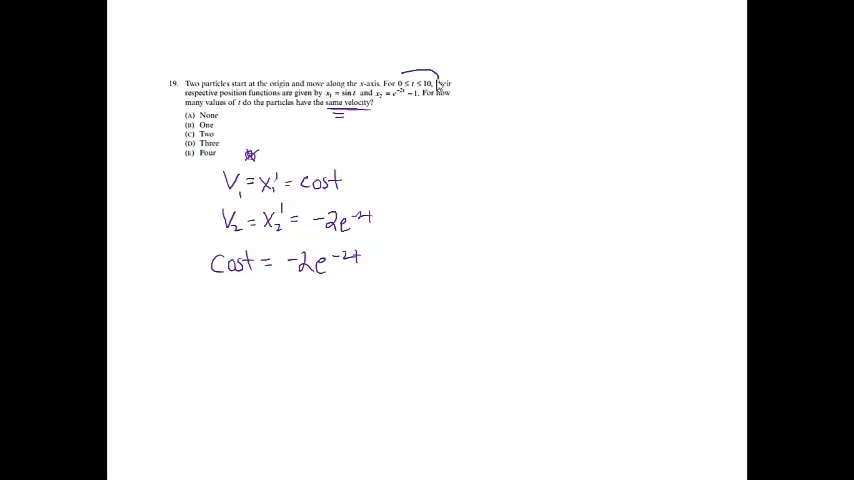 19. Two particles start at the origin and move along the x-axis. For 0 ≤ t ≤ 10, their
respective position functions are given by x₁ = sin t and x₂ = e⁻²ᵗ − 1. For how
many values of t do the particles have the same velocity?
(A) None
(B) One
(C) Two
(D) Three
(E) Four
V₁ = x₁' = cost
V₂ = x₂' = -2e⁻²ᵗ
cost = -2e⁻²ᵗ